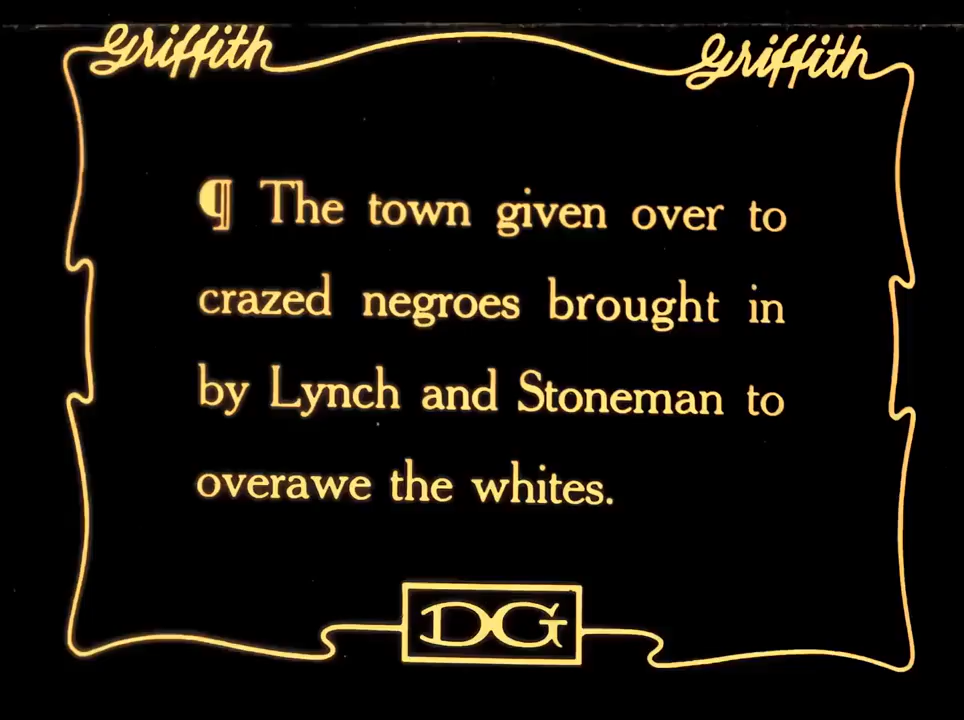 Griffith Griffith
¶ The town given over to
crazed negroes brought in
by Lynch and Stoneman to
overawe the whites.
DG